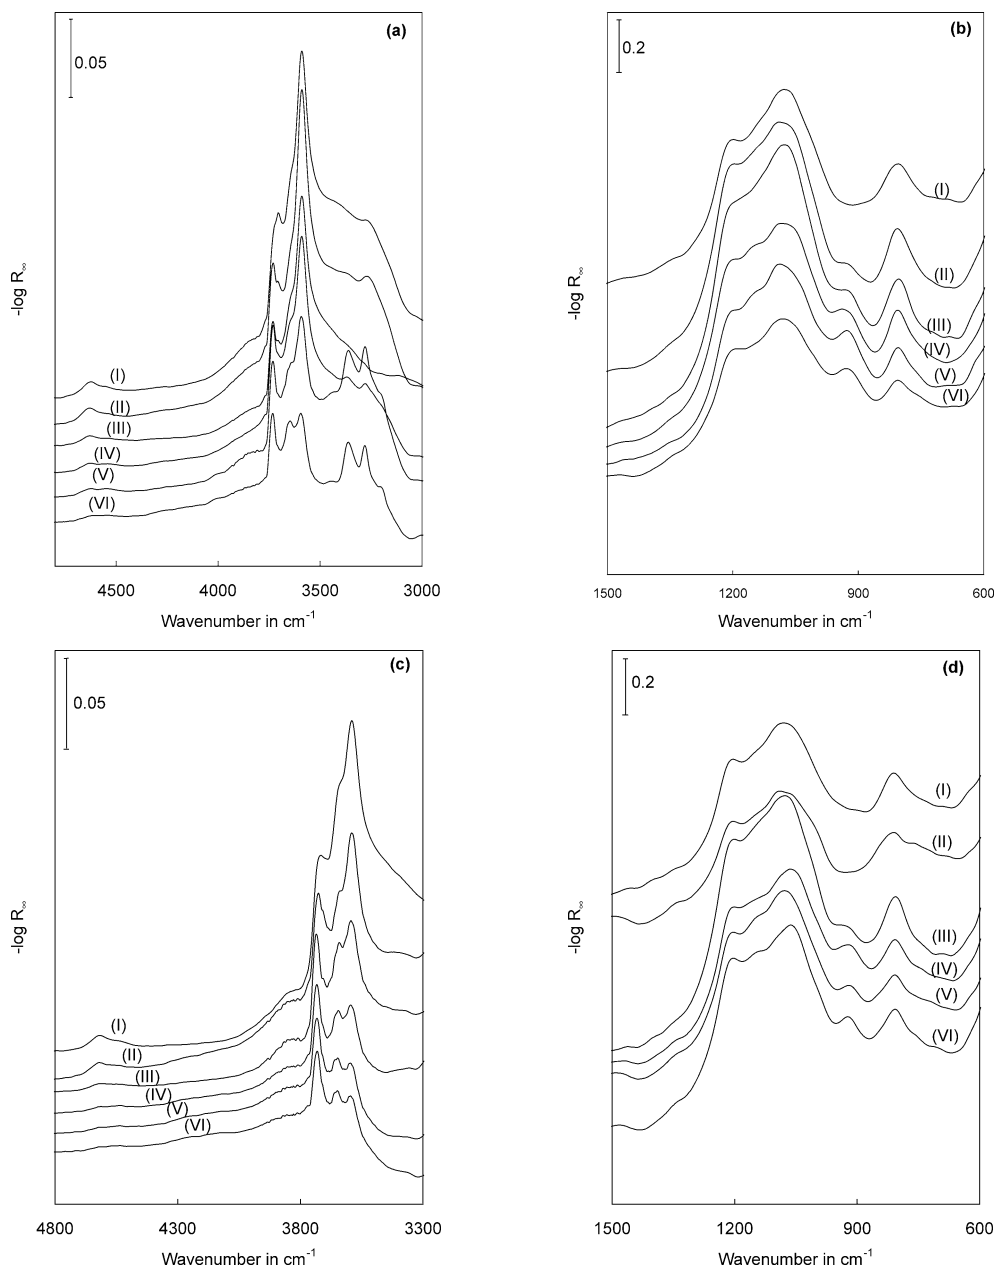 (a)
0.05
-log R∞
(I)
(II)
(III)
(IV)
(V)
(VI)
4500 4000 3500 3000
Wavenumber in cm-1
(b)
0.2
-log R∞
(I)
(II)
(III)
(IV)
(V)
(VI)
1500 1200 900 600
Wavenumber in cm-1
(c)
0.05
-log R∞
(I)
(II)
(III)
(IV)
(V)
(VI)
4800 4300 3800 3300
Wavenumber in cm-1
(d)
0.2
-log R∞
(I)
(II)
(III)
(IV)
(V)
(VI)
1500 1200 900 600
Wavenumber in cm-1